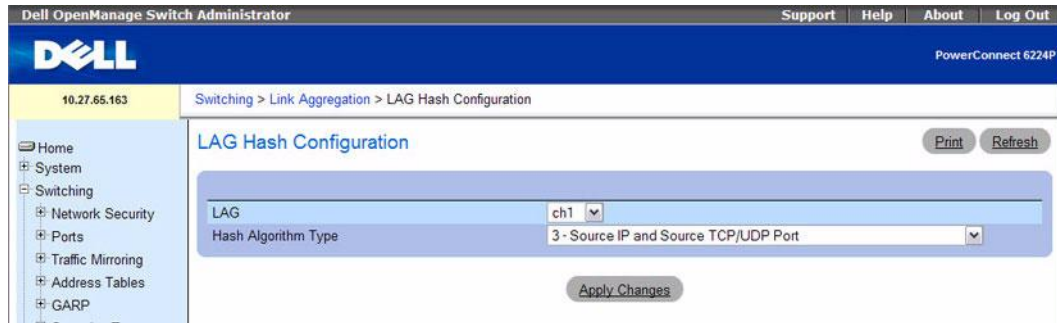 Dell OpenManage Switch Administrator
Support Help About Log Out
DELL
PowerConnect 6224P
10.27.65.163
Switching > Link Aggregation > LAG Hash Configuration
Home
System
Switching
Network Security
Ports
Traffic Mirroring
Address Tables
GARP
LAG Hash Configuration
Print Refresh
LAG ch1
Hash Algorithm Type 3 - Source IP and Source TCP/UDP Port
Apply Changes